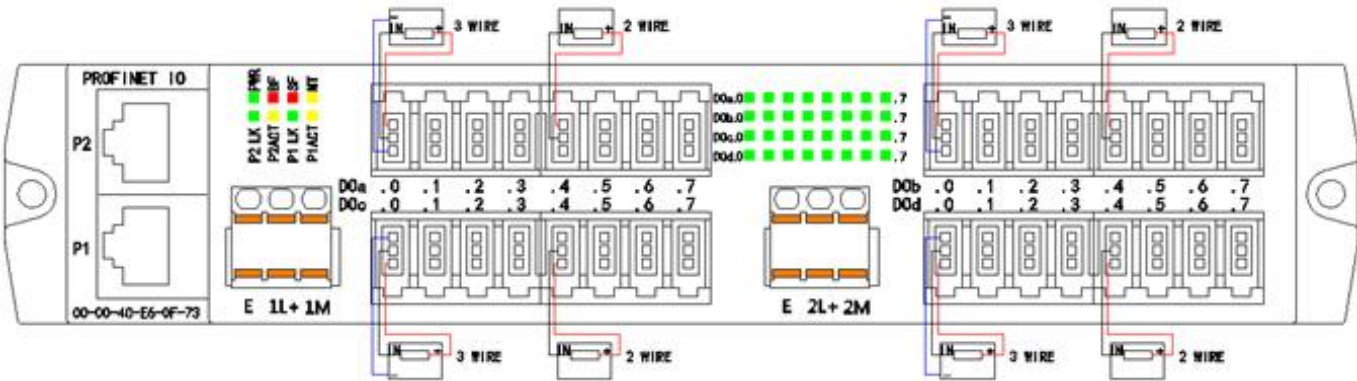 - IN + 3 WIRE
IN + 2 WIRE
- IN + 3 WIRE
IN + 2 WIRE
PROFINET IO
PWR BF SF MT
P2 LK P2ACT P1 LK P1ACT
P2
P1
DOa.0 .7
DOb.0 .7
DOc.0 .7
DOd.0 .7
DOa .0 .1 .2 .3 .4 .5 .6 .7
DOc .0 .1 .2 .3 .4 .5 .6 .7
DOb .0 .1 .2 .3 .4 .5 .6 .7
DOd .0 .1 .2 .3 .4 .5 .6 .7
E 1L+ 1M
E 2L+ 2M
00-00-40-E6-0F-73
IN + 3 WIRE -
IN + 2 WIRE
IN + 3 WIRE -
IN + 2 WIRE